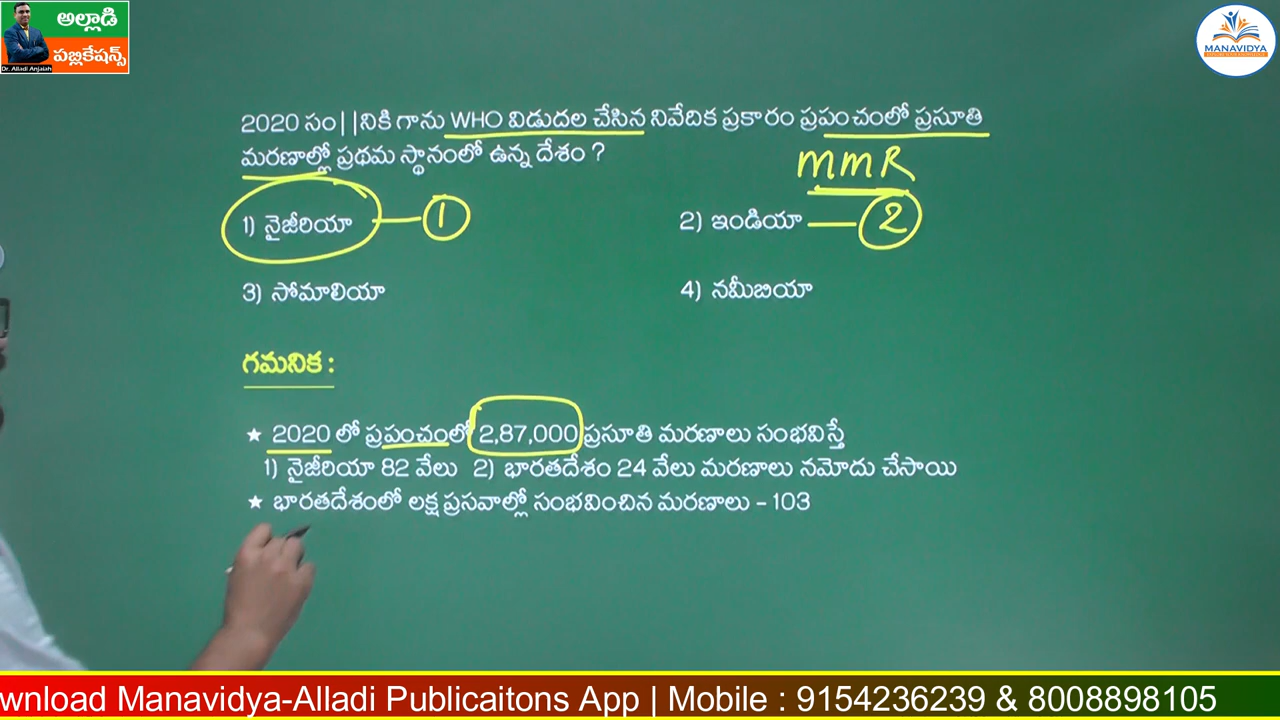 అల్లాడి
పబ్లికేషన్స్
Dr. Alladi Anjaiah
MANAVIDYA
2020 సం||నికి గాను WHO విడుదల చేసిన నివేదిక ప్రకారం ప్రపంచంలో ప్రసూతి
మరణాల్లో ప్రథమ స్థానంలో ఉన్న దేశం ?
MMR
1) నైజీరియా 1
2) ఇండియా 2
3) సోమాలియా
4) నమీబియా
గమనిక :
★ 2020 లో ప్రపంచంలో 2,87,000 ప్రసూతి మరణాలు సంభవిస్తే
1) నైజీరియా 82 వేలు 2) భారతదేశం 24 వేలు మరణాలు నమోదు చేసాయి
★ భారతదేశంలో లక్ష ప్రసవాల్లో సంభవించిన మరణాలు – 103
wnload Manavidya-Alladi Publicaitons App | Mobile : 9154236239 & 8008898105